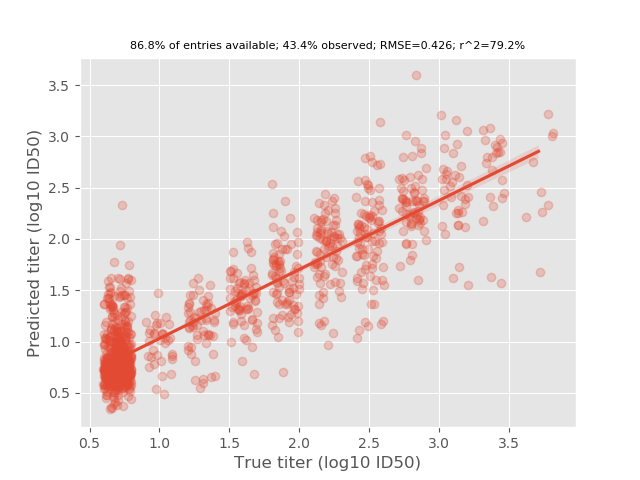 86.8% of entries available; 43.4% observed; RMSE=0.426; r^2=79.2%
3.5
3.0
2.5
2.0
1.5
1.0
0.5
Predicted titer (log10 ID50)
0.5 1.0 1.5 2.0 2.5 3.0 3.5
True titer (log10 ID50)